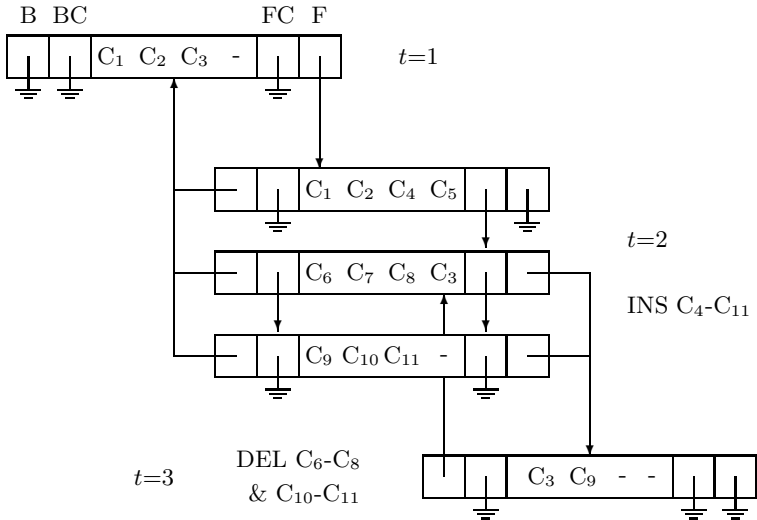 B BC FC F
C₁ C₂ C₃ - t=1
C₁ C₂ C₄ C₅
t=2
C₆ C₇ C₈ C₃
INS C₄-C₁₁
C₉ C₁₀ C₁₁ -
DEL C₆-C₈
t=3 C₃ C₉ - -
& C₁₀-C₁₁